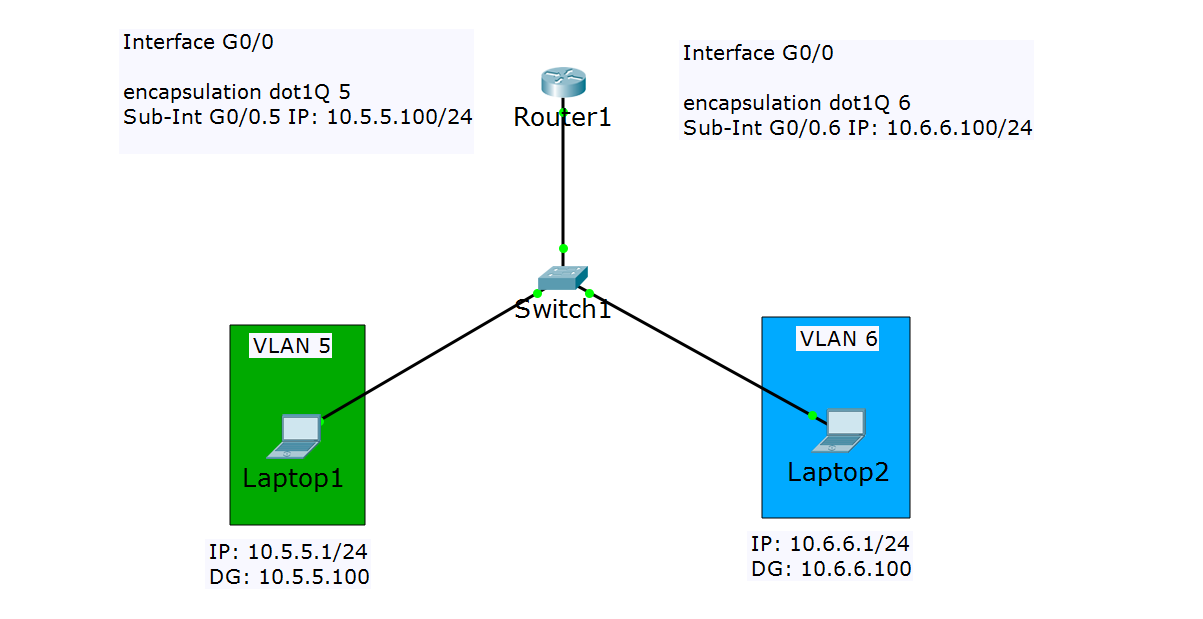 Interface G0/0
encapsulation dot1Q 5
Sub-Int G0/0.5 IP: 10.5.5.100/24
Interface G0/0
encapsulation dot1Q 6
Sub-Int G0/0.6 IP: 10.6.6.100/24
Router1
Switch1
VLAN 5
Laptop1
IP: 10.5.5.1/24
DG: 10.5.5.100
VLAN 6
Laptop2
IP: 10.6.6.1/24
DG: 10.6.6.100